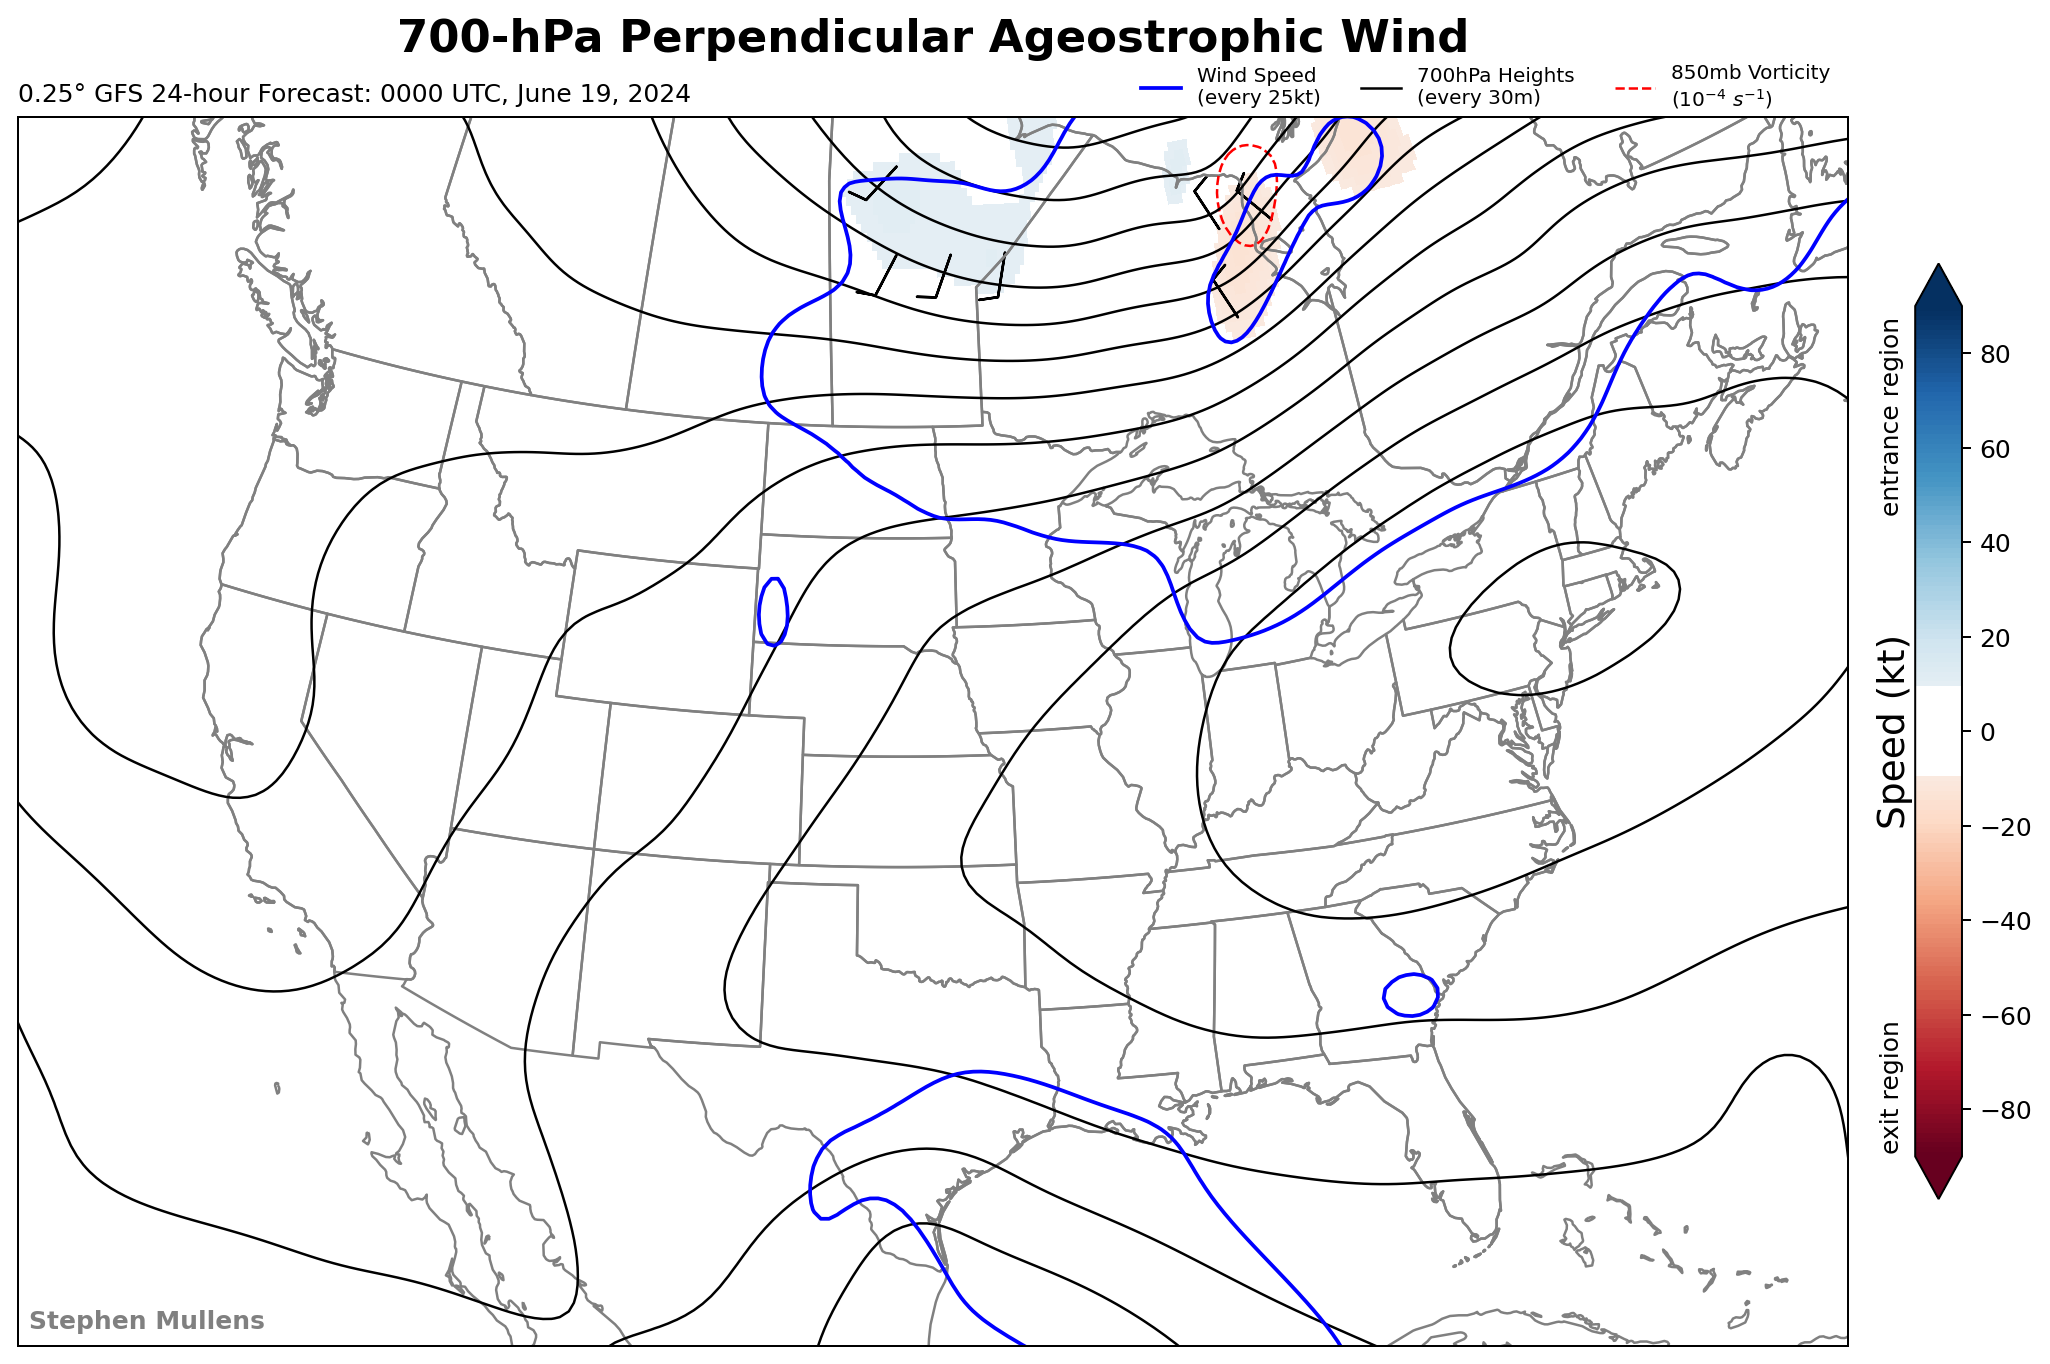 700-hPa Perpendicular Ageostrophic Wind
0.25° GFS 24-hour Forecast: 0000 UTC, June 19, 2024
Wind Speed
(every 25kt)
700hPa Heights
(every 30m)
850mb Vorticity
(10⁻⁴ s⁻¹)
entrance region
Speed (kt)
exit region
80
60
40
20
0
−20
−40
−60
−80
Stephen Mullens